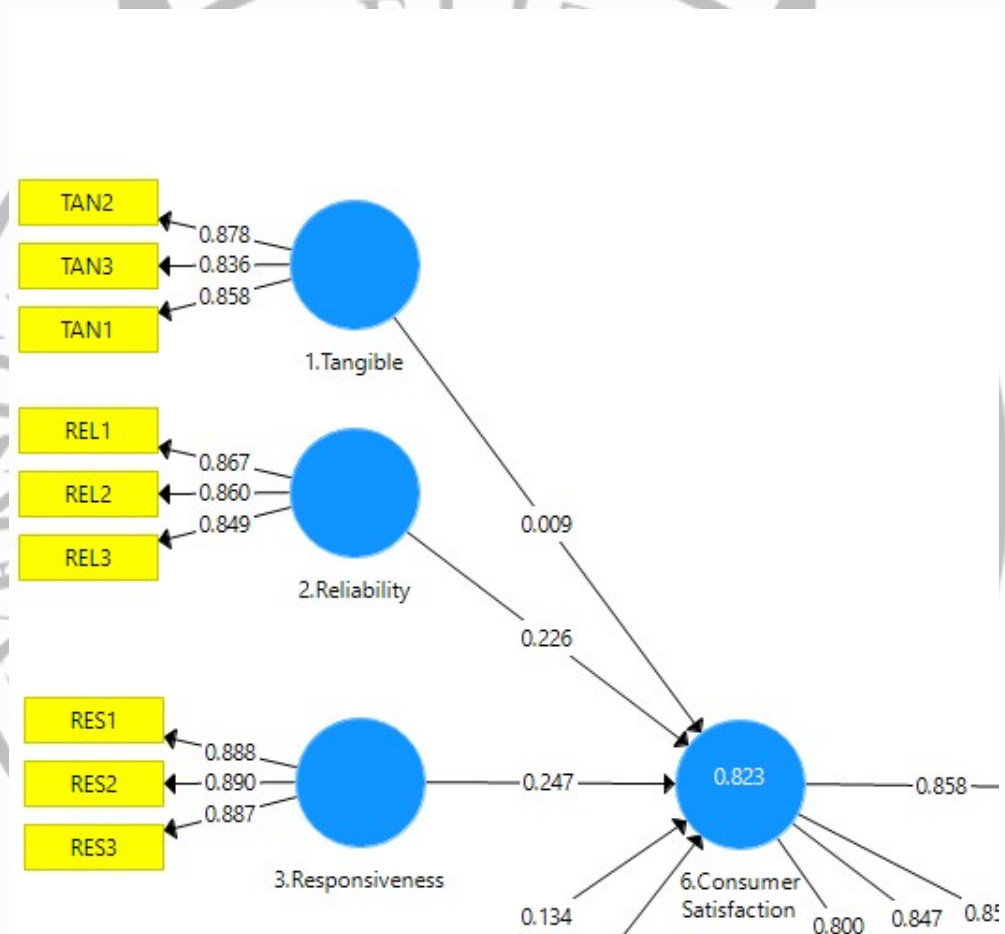 TAN2
0.878
TAN3
0.836
0.858
TAN1
1.Tangible
REL1
0.867
REL2
0.860
0.849
REL3
0.009
2.Reliability
0.226
RES1
0.888
RES2
0.890
0.247
0.823
0.858
0.887
RES3
3.Responsiveness
6.Consumer
Satisfaction
0.134
0.800
0.847